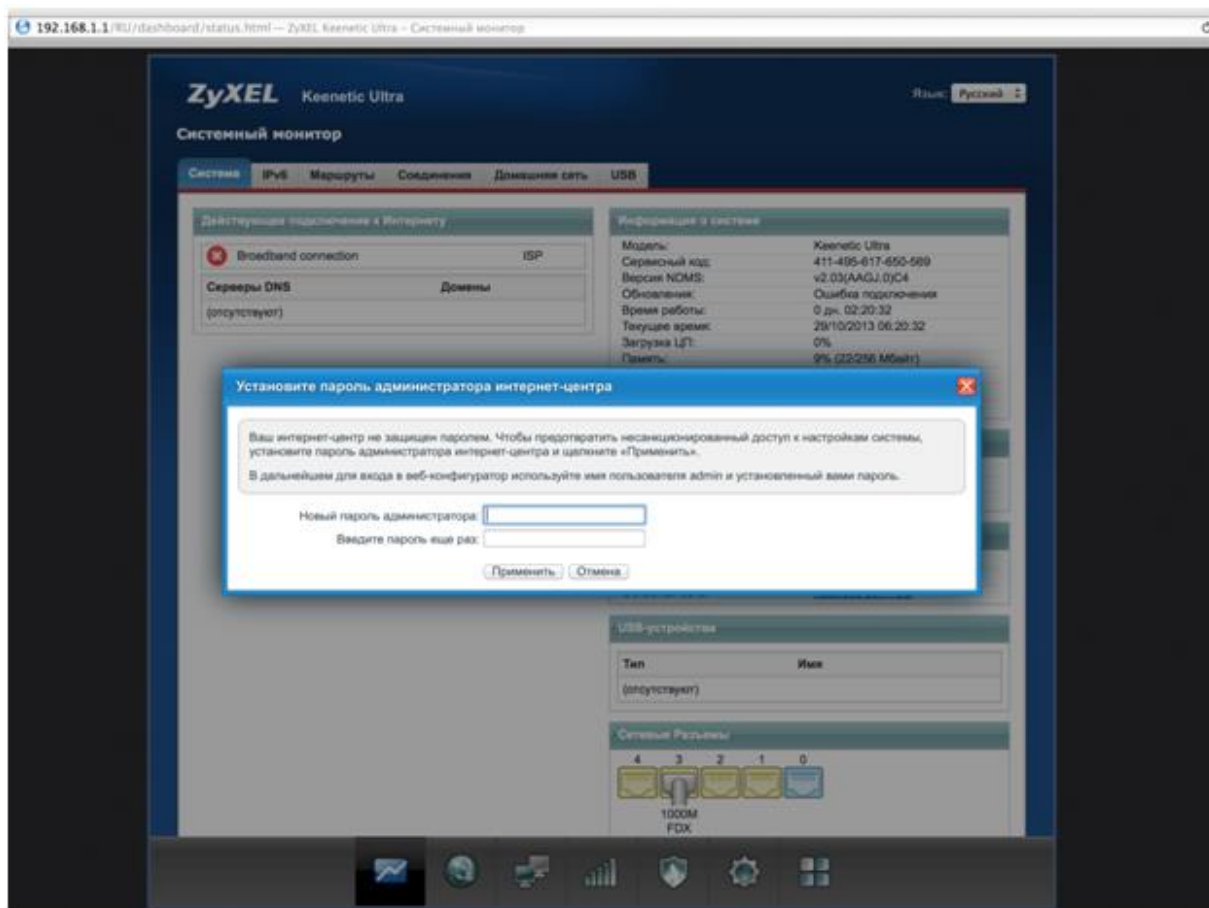 192.168.1.1/RU/dashboard/status.html — ZyXEL Keenetic Ultra – Системный монитор
ZyXEL Keenetic Ultra
Язык: Русский
Системный монитор
Система IPv6 Маршруты Соединения Домашняя сеть USB
Действующее подключение к Интернету
Broadband connection ISP
Серверы DNS Домены
(отсутствуют)
Информация о системе
Модель: Keenetic Ultra
Сервисный код: 411-495-617-650-569
Версия NDMS: v2.03(AAGJ.0)C4
Обновления: Ошибка подключения
Время работы: 0 дн. 02:20:32
Текущее время: 29/10/2013 06:20:32
Загрузка ЦП: 0%
Память: 9% (22/256 Мбайт)
Установите пароль администратора интернет-центра
Ваш интернет-центр не защищен паролем. Чтобы предотвратить несанкционированный доступ к настройкам системы,
установите пароль администратора интернет-центра и щелкните «Применить».
В дальнейшем для входа в веб-конфигуратор используйте имя пользователя admin и установленный вами пароль.
Новый пароль администратора:
Введите пароль еще раз:
Применить Отмена
USB-устройства
Тип Имя
(отсутствуют)
Сетевые Разъемы
4 3 2 1 0
1000M
FDX